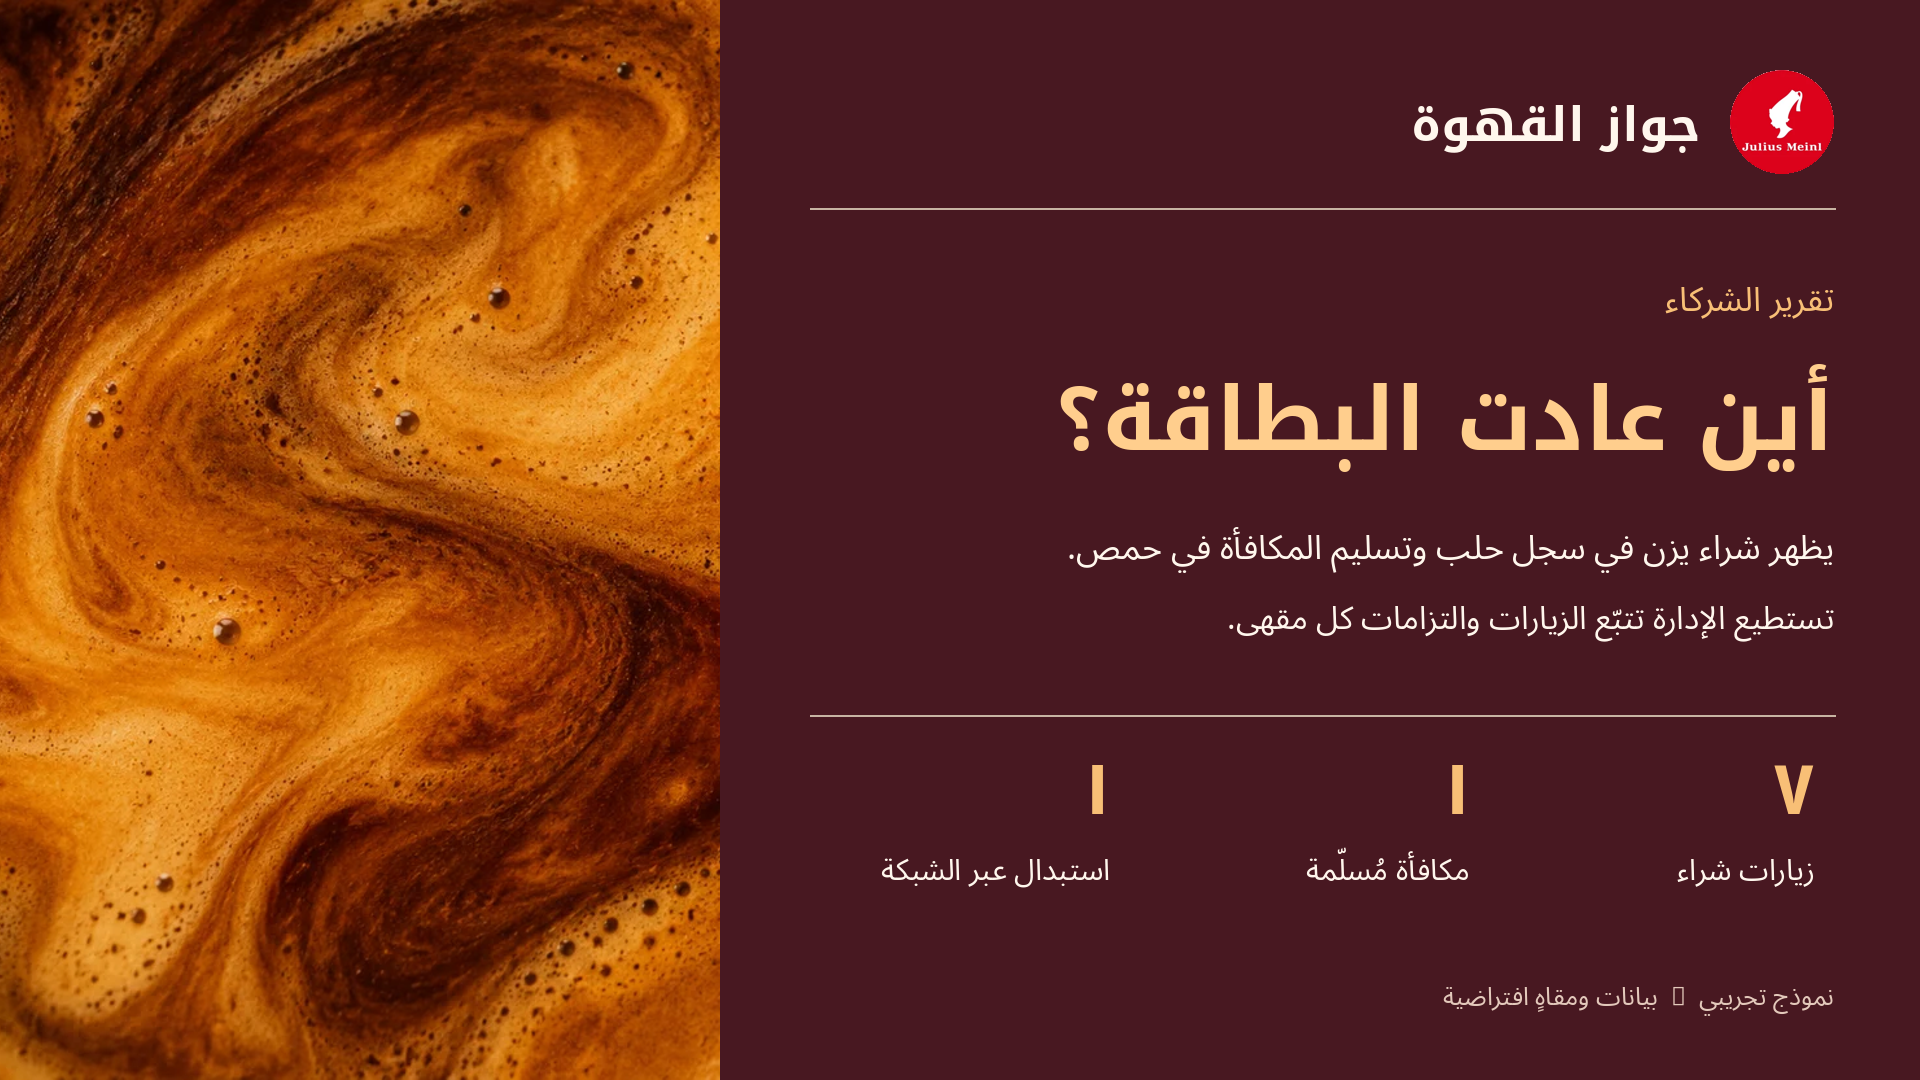 جواز القهوة
Julius Meinl
تقرير الشركاء
أين عادت البطاقة؟
يظهر شراء يزن في سجل حلب وتسليم المكافأة في حمص.
تستطيع الإدارة تتبّع الزيارات والتزامات كل مقهى.
٧
زيارات شراء
١
مكافأة مُسلّمة
١
استبدال عبر الشبكة
نموذج تجريبي ▯ بيانات ومقاهٍ افتراضية